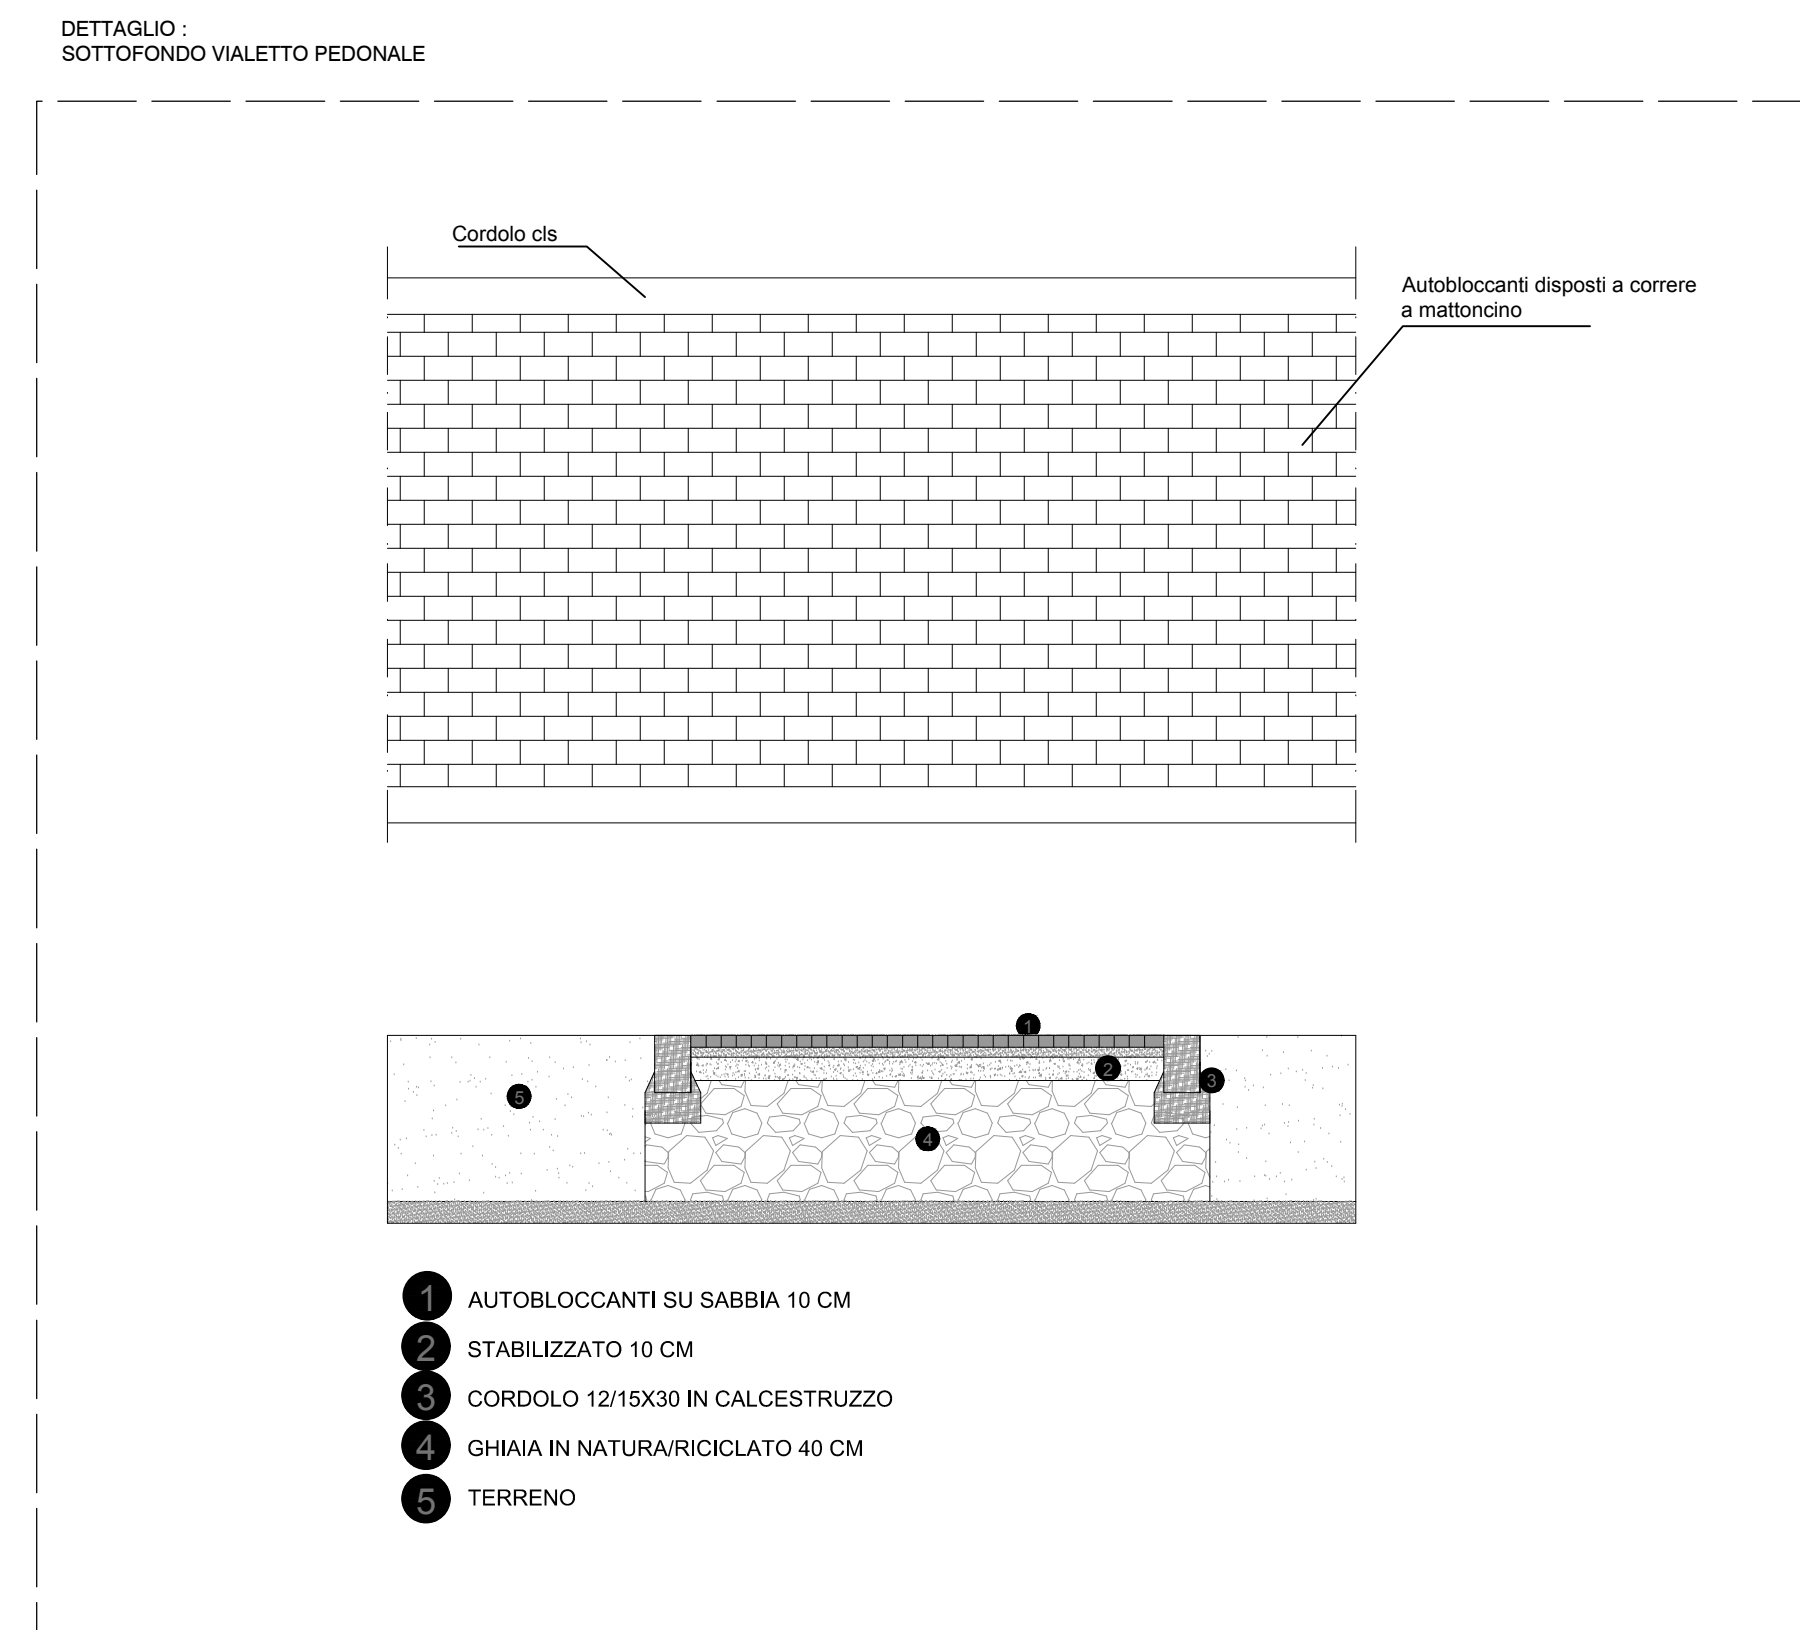 DETTAGLIO :
SOTTOFONDO VIALETTO PEDONALE
Cordolo cls
Autobloccanti disposti a correre
a mattoncino
1
2
3
5
4
1 AUTOBLOCCANTI SU SABBIA 10 CM
2 STABILIZZATO 10 CM
3 CORDOLO 12/15X30 IN CALCESTRUZZO
4 GHIAIA IN NATURA/RICICLATO 40 CM
5 TERRENO